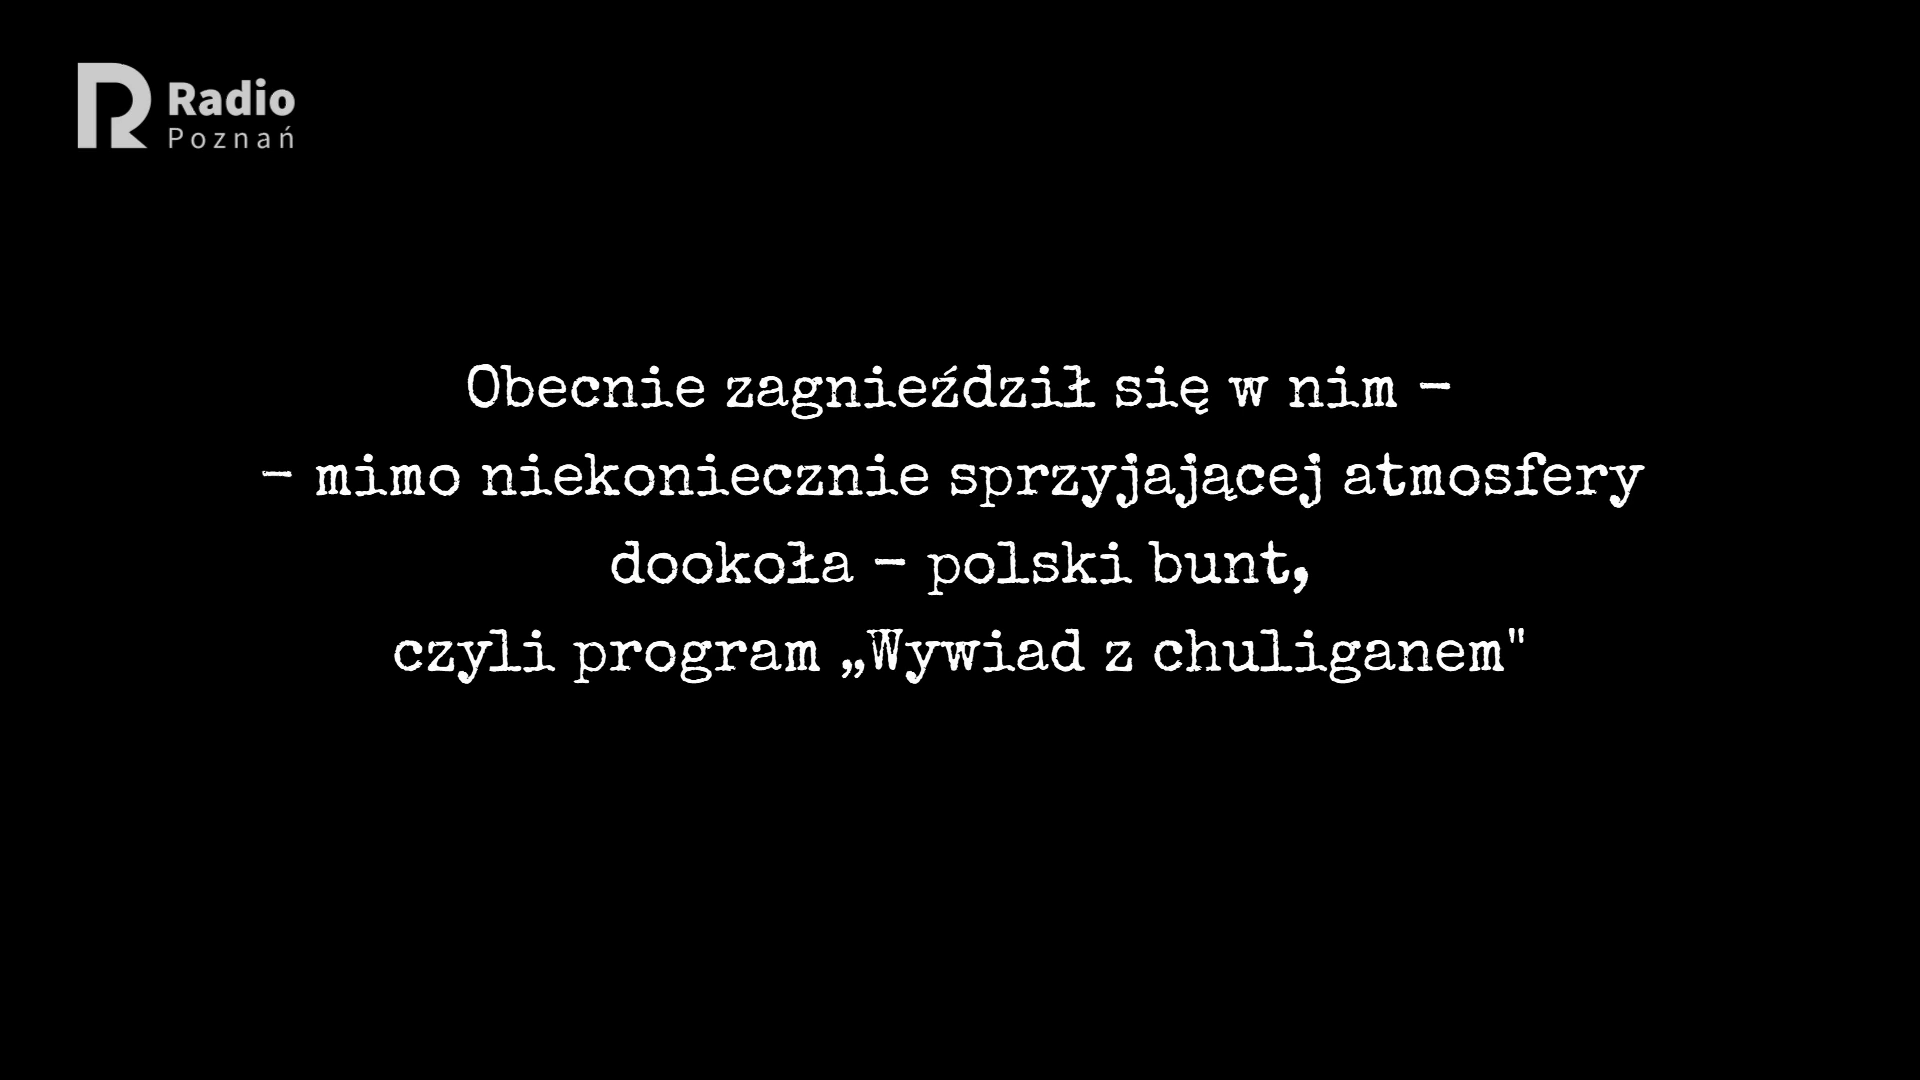 Radio
Poznań
Obecnie zagnieździł się w nim -
- mimo niekoniecznie sprzyjającej atmosfery
dookoła - polski bunt,
czyli program „Wywiad z chuliganem"